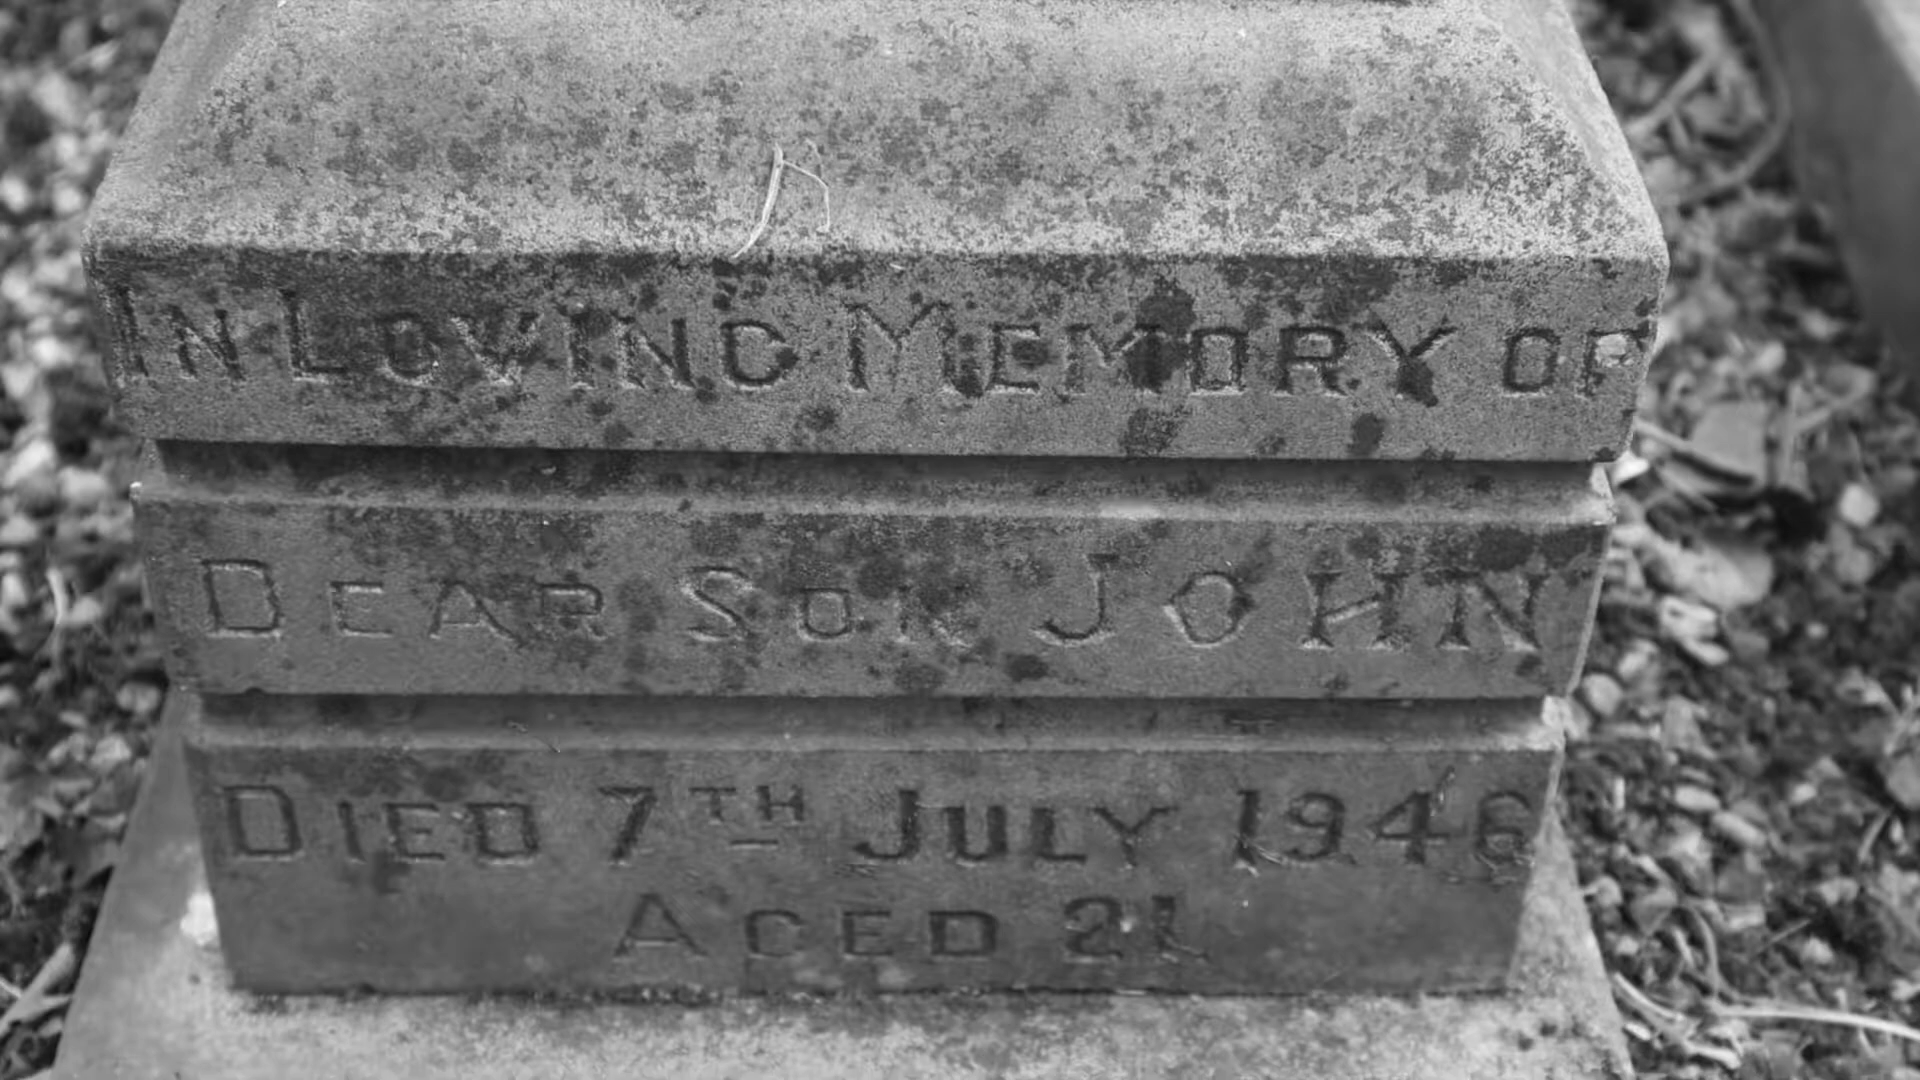 IN LOVING MEMORY OF
DEAR SON JOHN
DIED 7TH JULY 1946
AGED 21